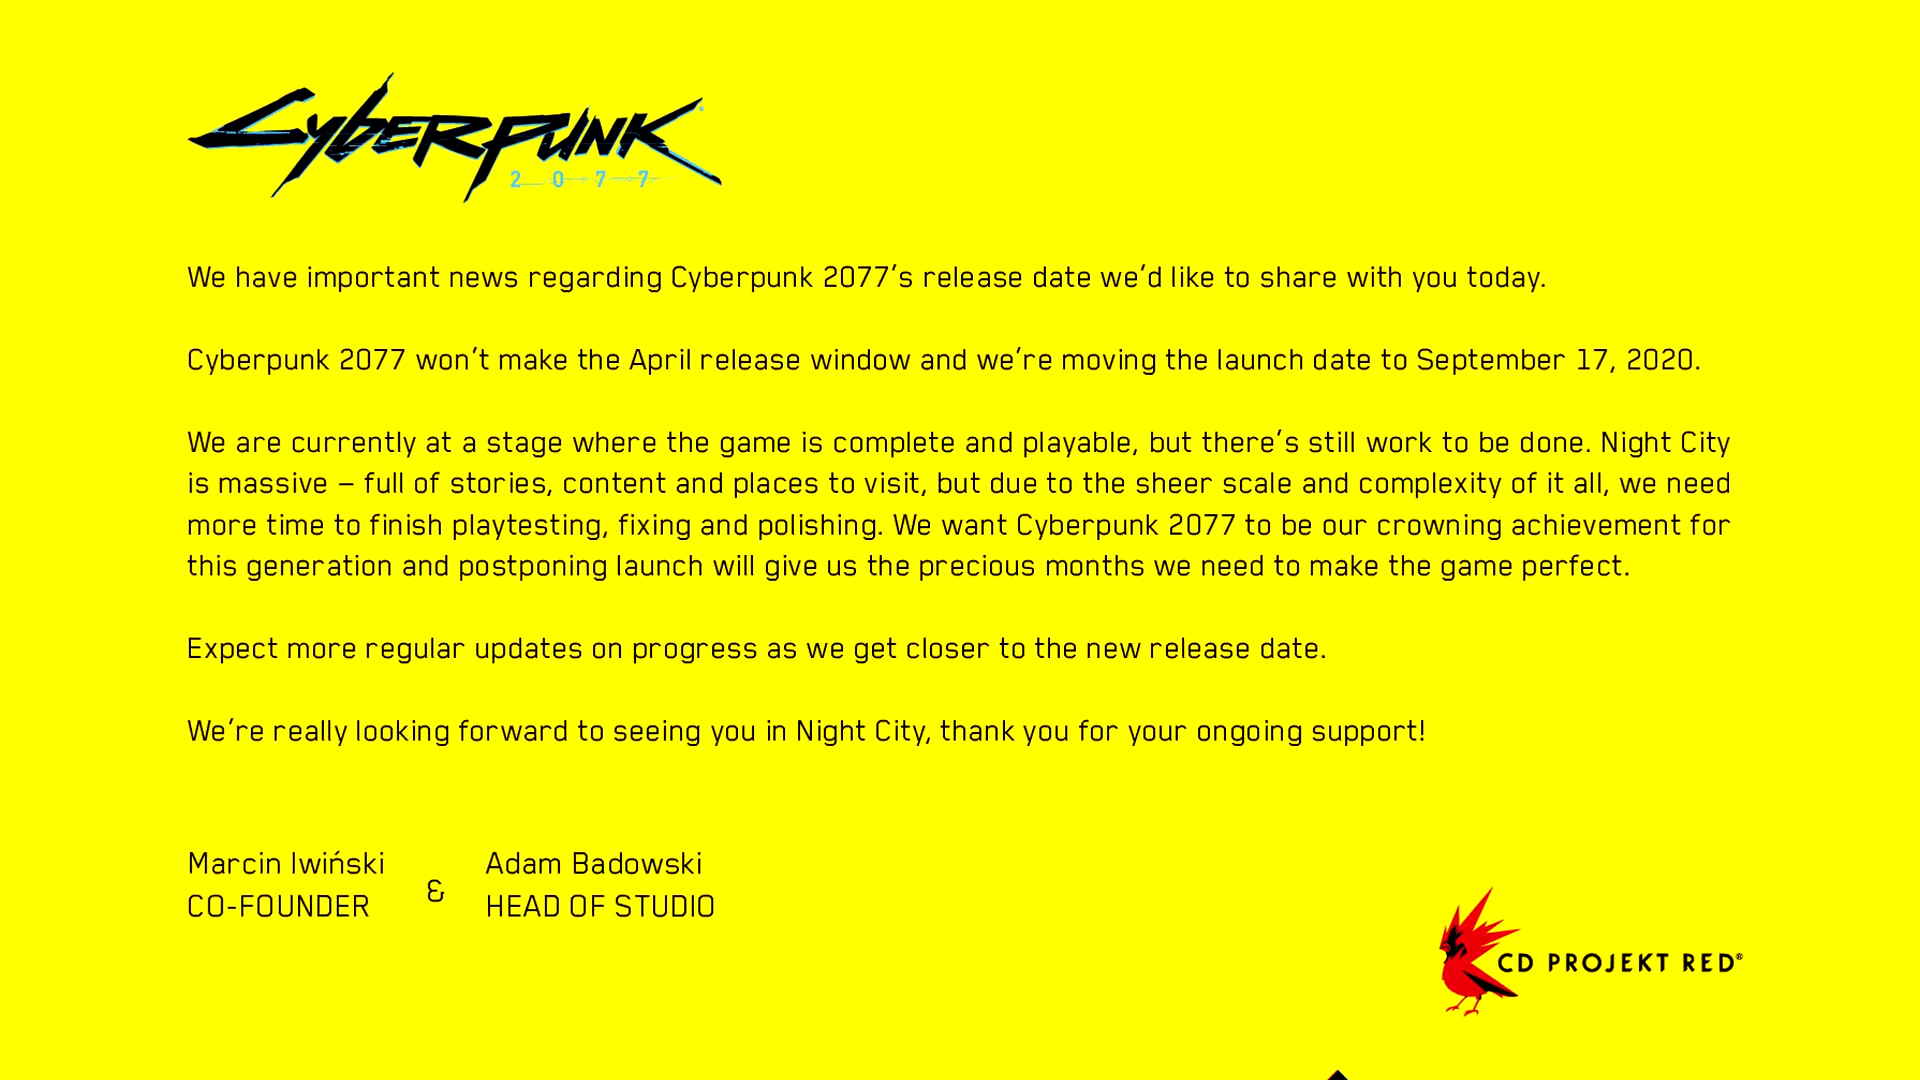 Cyberpunk
2077
We have important news regarding Cyberpunk 2077’s release date we’d like to share with you today.
Cyberpunk 2077 won’t make the April release window and we’re moving the launch date to September 17, 2020.
We are currently at a stage where the game is complete and playable, but there’s still work to be done. Night City
is massive – full of stories, content and places to visit, but due to the sheer scale and complexity of it all, we need
more time to finish playtesting, fixing and polishing. We want Cyberpunk 2077 to be our crowning achievement for
this generation and postponing launch will give us the precious months we need to make the game perfect.
Expect more regular updates on progress as we get closer to the new release date.
We’re really looking forward to seeing you in Night City, thank you for your ongoing support!
Marcin Iwiński & Adam Badowski
CO-FOUNDER HEAD OF STUDIO
CD PROJEKT RED®